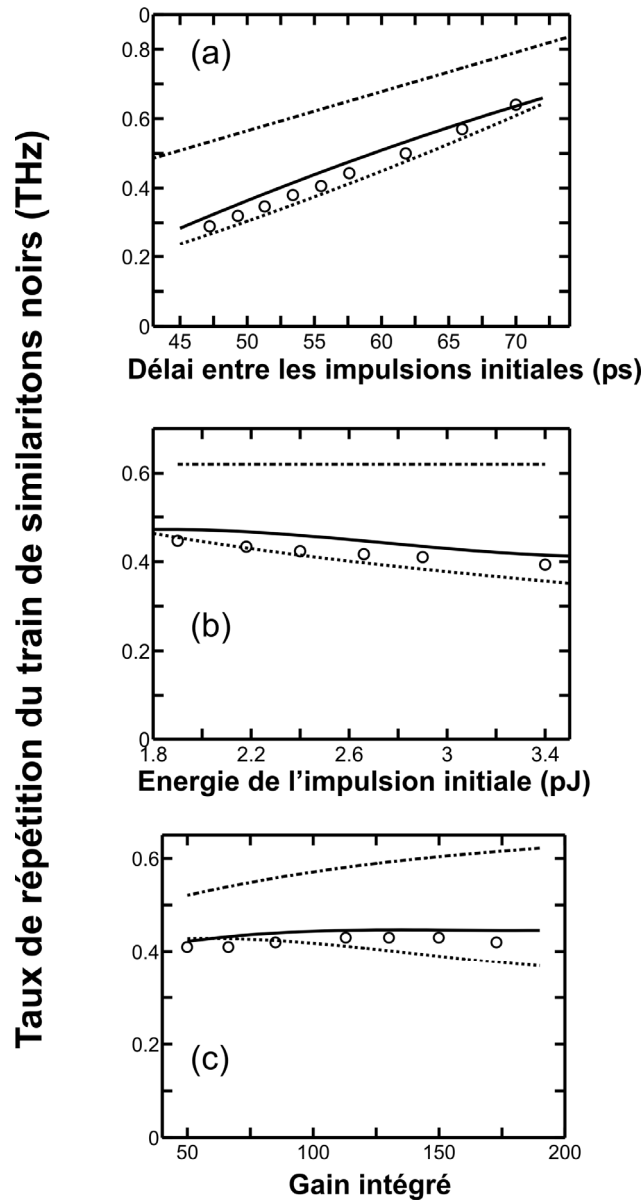 Taux de répétition du train de similaritons noirs (THz)
0
0.8
0.6
0.4
0.2
0
(a)
45 50 55 60 65 70
Délai entre les impulsions initiales (ps)
0.6
0.4
0.2
0
(b)
1.8 2.2 2.6 3 3.4
Energie de l’impulsion initiale (pJ)
0.6
0.4
0.2
0
(c)
50 100 150 200
Gain intégré